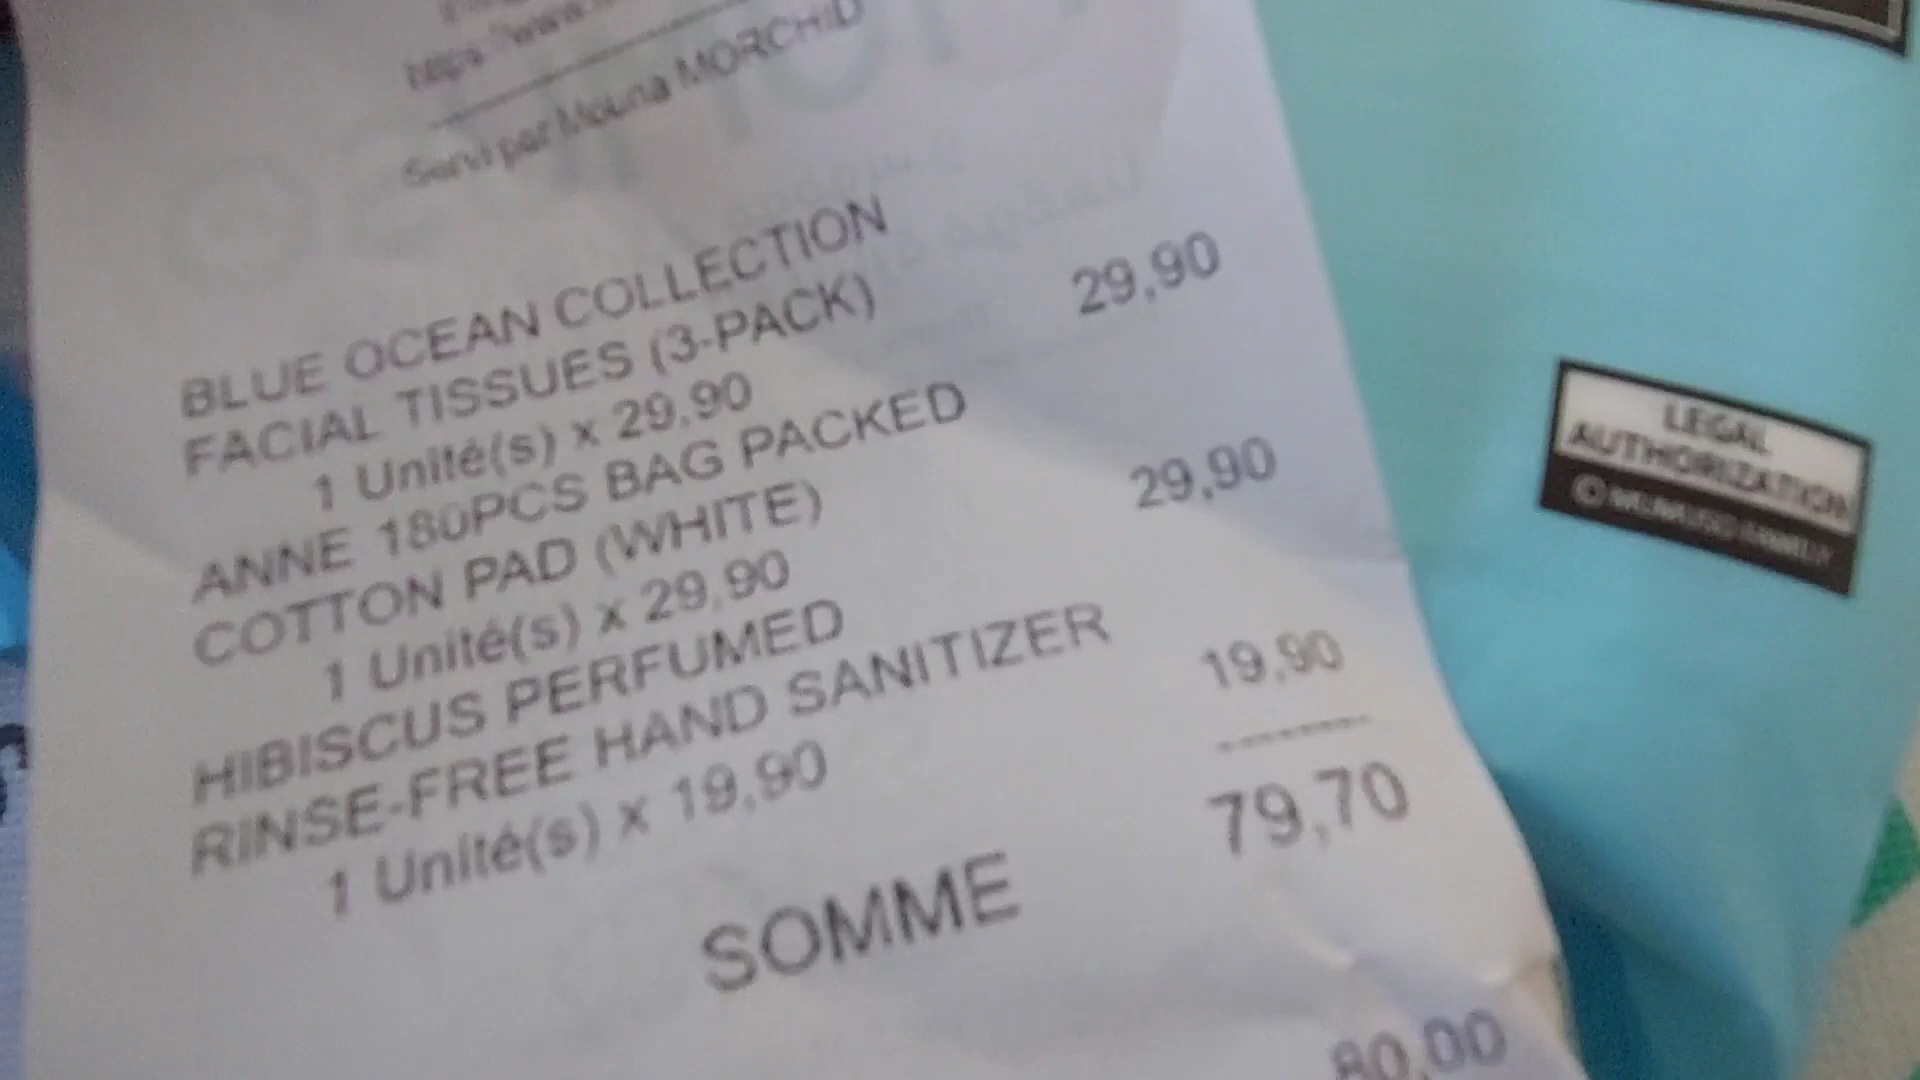 https://www.
Servi par Mouna MORCHID
BLUE OCEAN COLLECTION
FACIAL TISSUES (3-PACK) 29,90
1 Unité(s) x 29,90
ANNE 180PCS BAG PACKED
COTTON PAD (WHITE) 29,90
1 Unité(s) x 29,90
HIBISCUS PERFUMED
RINSE-FREE HAND SANITIZER 19,90
1 Unité(s) x 19,90
--------
SOMME 79,70
80,00
LEGAL
AUTHORIZATION